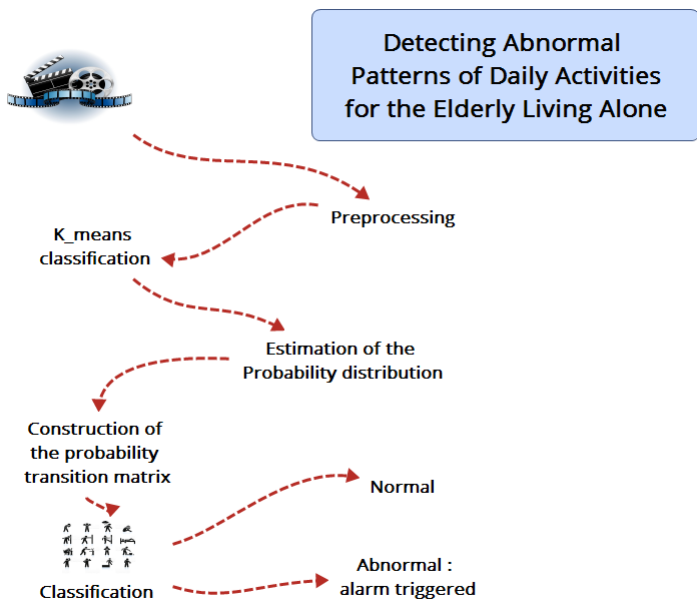 Detecting Abnormal
Patterns of Daily Activities
for the Elderly Living Alone
Preprocessing
K_means
classification
Estimation of the
Probability distribution
Construction of
the probability
transition matrix
Normal
Classification
Abnormal :
alarm triggered